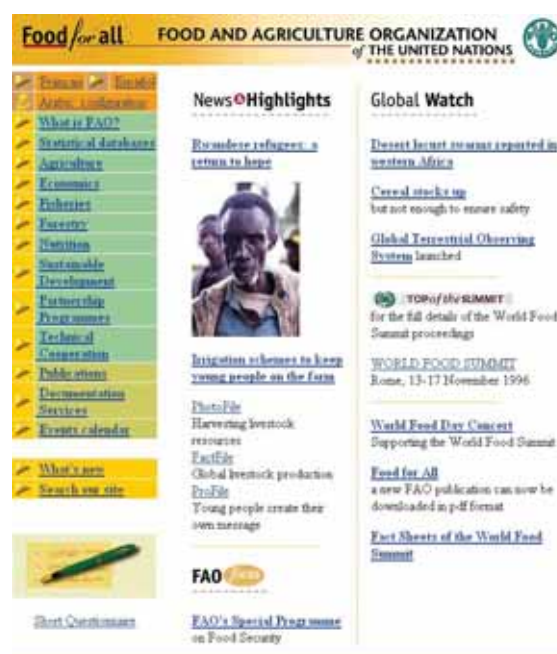 Food for all
FOOD AND AGRICULTURE ORGANIZATION
of THE UNITED NATIONS
Français Español
Arabic configuration
What is FAO?
Statistical databases
Agriculture
Economics
Fisheries
Forestry
Nutrition
Sustainable
Development
Partnership
Programmes
Technical
Cooperation
Publications
Documentation
Services
Events calendar
What's new
Search our site
Short Questionnaire
News & Highlights
Rwandese refugees: a
return to hope
Irrigation schemes to keep
young people on the farm
PhotoFile
Harvesting livestock
resources
FactFile
Global livestock production
ProFile
Young people create their
own message
FAO focus
FAO's Special Programme
on Food Security
Global Watch
Desert locust swarms reported in
western Africa
Cereal stocks up
but not enough to ensure safety
Global Terrestrial Observing
System launched
TOP of the SUMMIT
for the full details of the World Food
Summit proceedings
WORLD FOOD SUMMIT
Rome, 13-17 November 1996
World Food Day Concert
Supporting the World Food Summit
Food for All
a new FAO publication can now be
downloaded in pdf format
Fact Sheets of the World Food
Summit